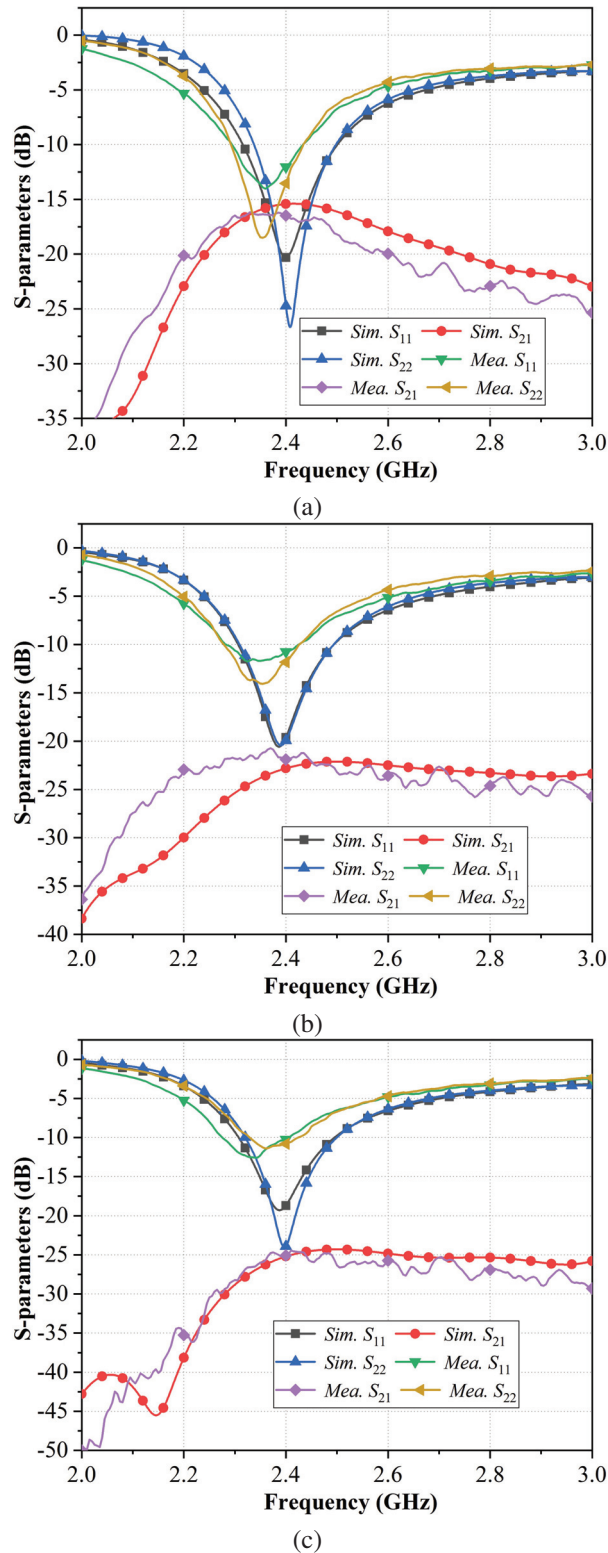 0
-5
-10
-15
-20
-25
-30
-35
S-parameters (dB)
Sim. S11 Sim. S21
Sim. S22 Mea. S11
Mea. S21 Mea. S22
2.0 2.2 2.4 2.6 2.8 3.0
Frequency (GHz)
(a)
0
-5
-10
-15
-20
-25
-30
-35
-40
S-parameters (dB)
Sim. S11 Sim. S21
Sim. S22 Mea. S11
Mea. S21 Mea. S22
2.0 2.2 2.4 2.6 2.8 3.0
Frequency (GHz)
(b)
0
-5
-10
-15
-20
-25
-30
-35
-40
-45
-50
S-parameters (dB)
Sim. S11 Sim. S21
Sim. S22 Mea. S11
Mea. S21 Mea. S22
2.0 2.2 2.4 2.6 2.8 3.0
Frequency (GHz)
(c)